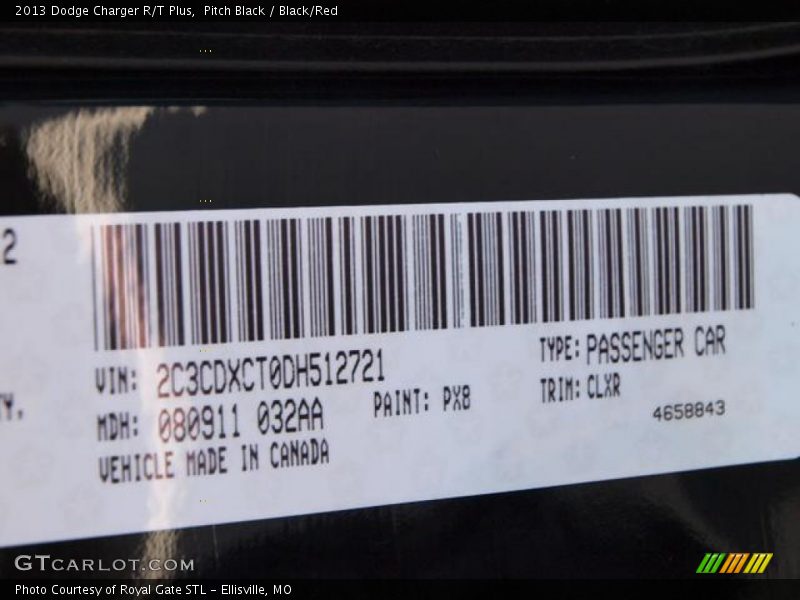 2013 Dodge Charger R/T Plus, Pitch Black / Black/Red
2
VIN: 2C3CDXCT0DH512721
TYPE: PASSENGER CAR
MDH: 080911 032AA
PAINT: PX8
TRIM: CLXR
4658843
VEHICLE MADE IN CANADA
GTCARLOT.COM
Photo Courtesy of Royal Gate STL - Ellisville, MO